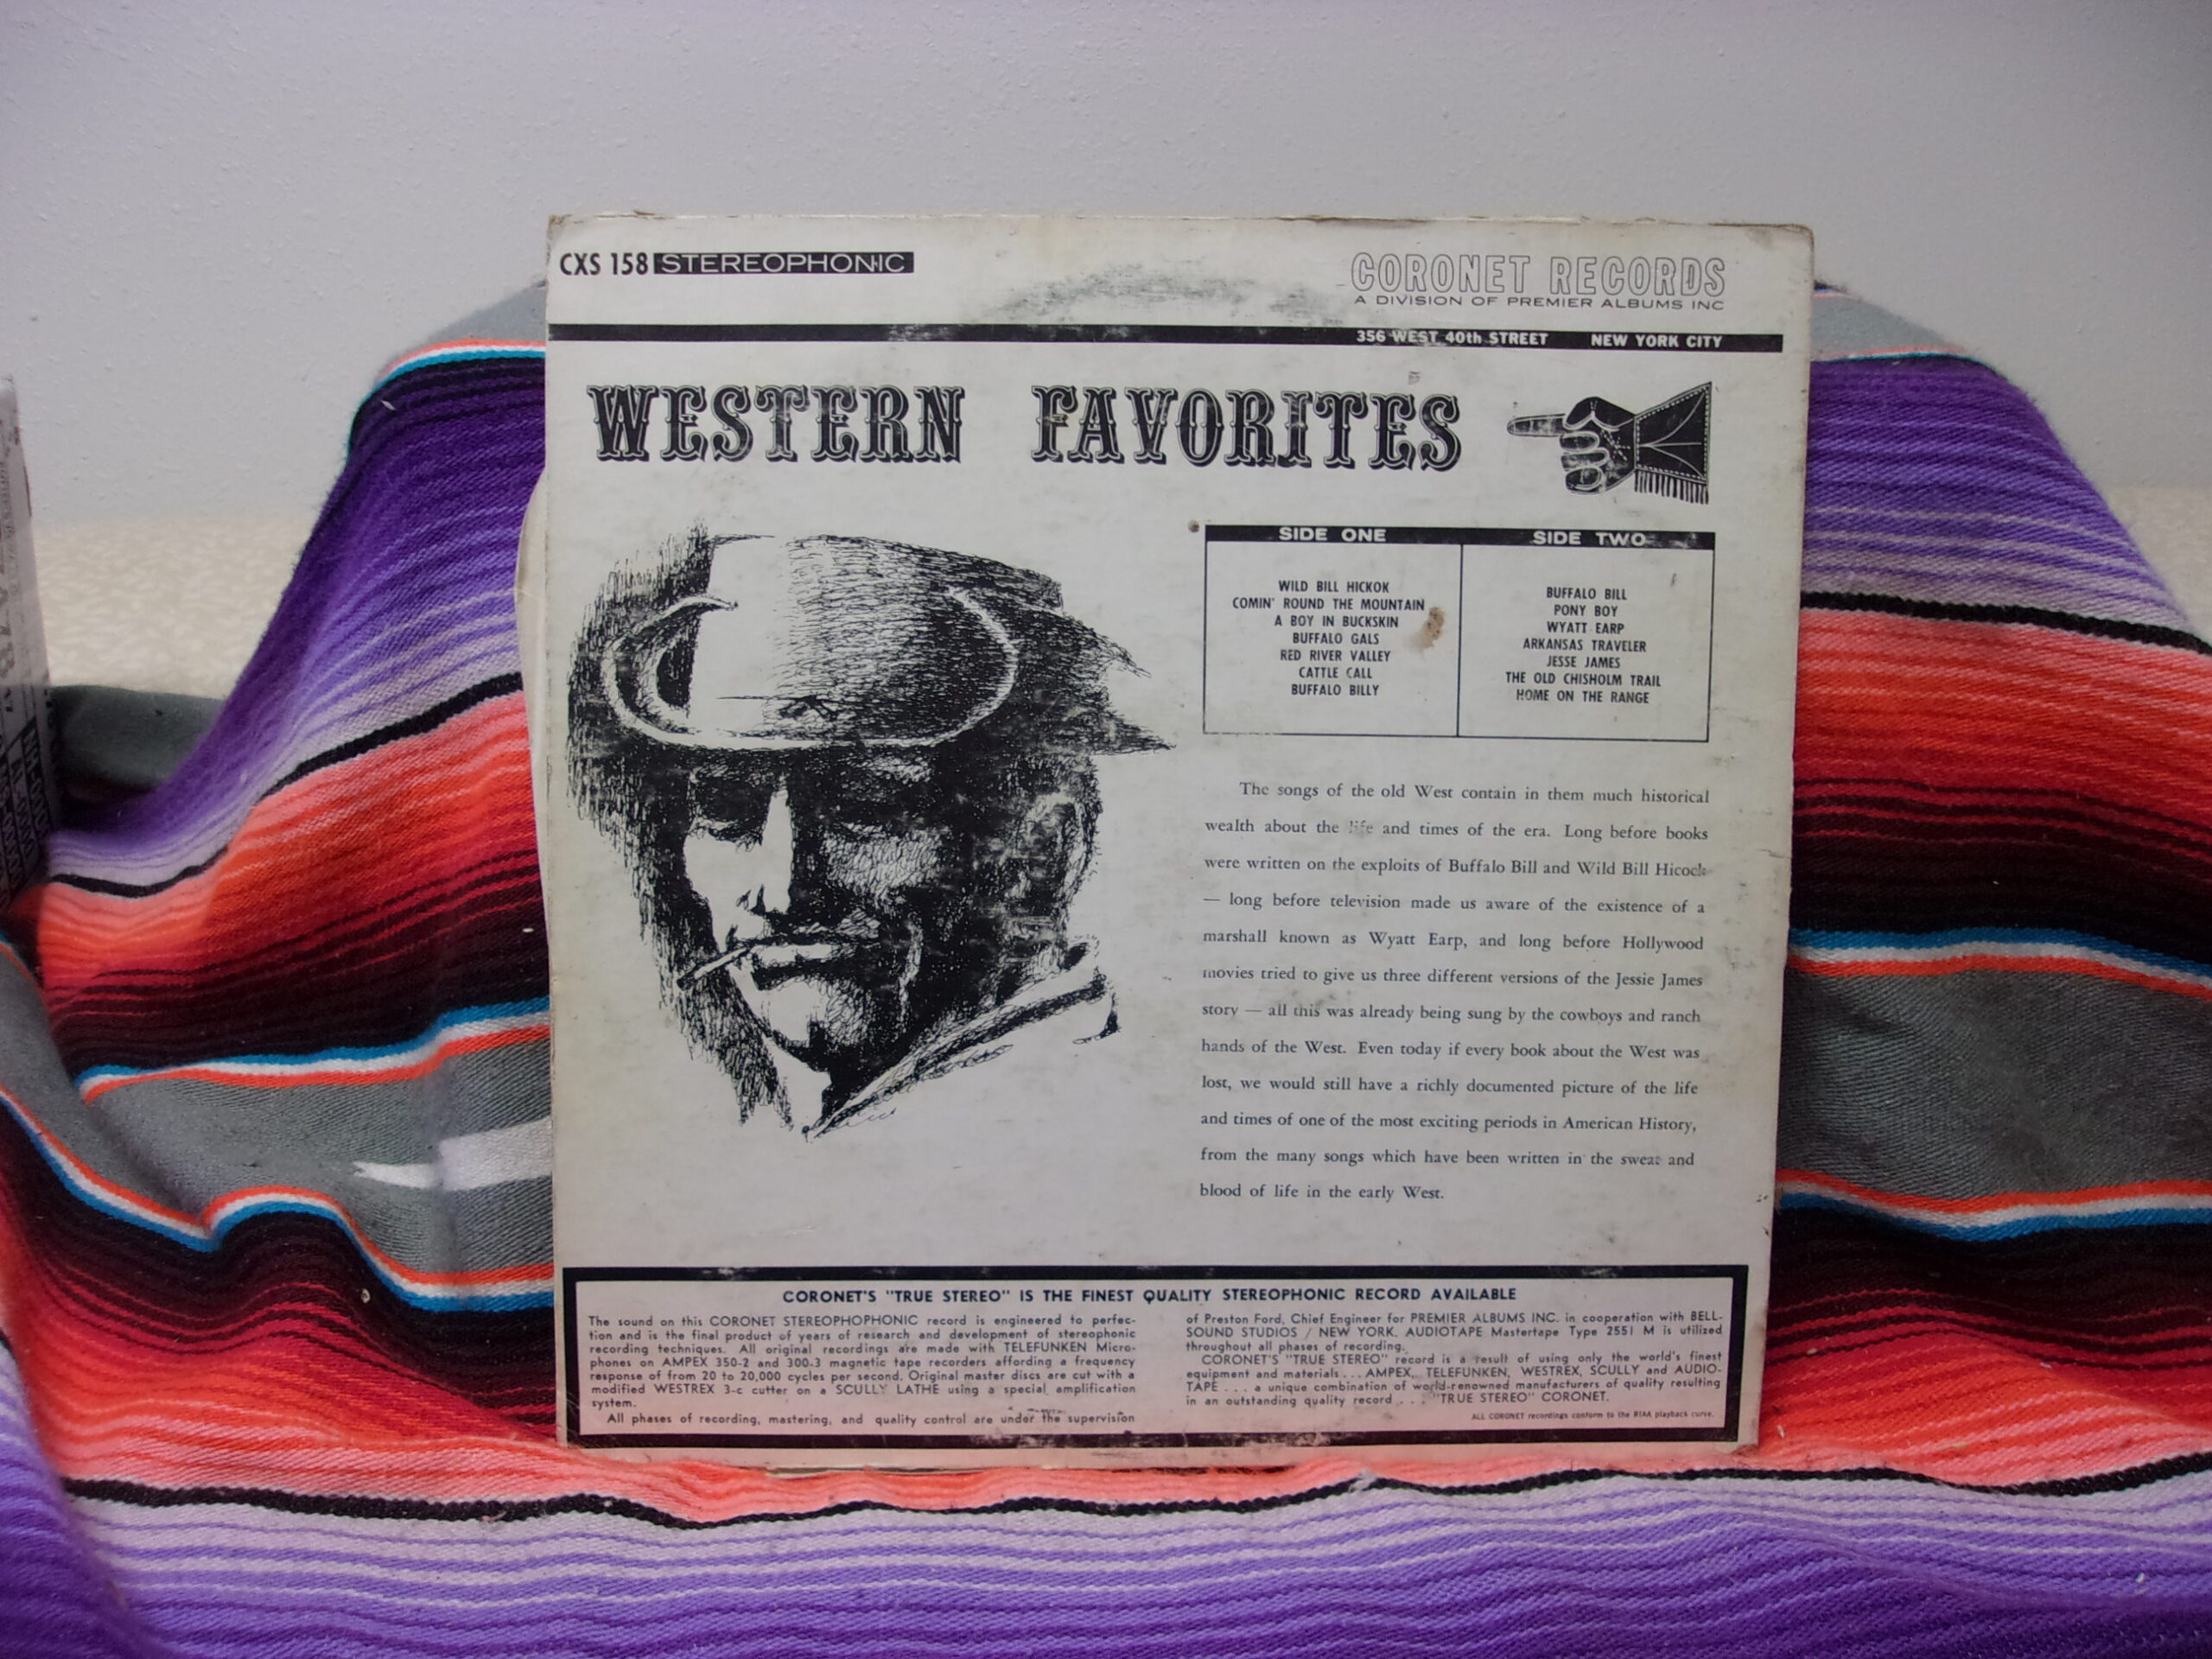 CXS 158 STEREOPHONIC
CORONET RECORDS
A DIVISION OF PREMIER ALBUMS INC
356 WEST 40th STREET NEW YORK CITY
WESTERN FAVORITES
SIDE ONE
WILD BILL HICKOK
COMIN' ROUND THE MOUNTAIN
A BOY IN BUCKSKIN
BUFFALO GALS
RED RIVER VALLEY
CATTLE CALL
BUFFALO BILLY
SIDE TWO
BUFFALO BILL
PONY BOY
WYATT EARP
ARKANSAS TRAVELER
JESSE JAMES
THE OLD CHISHOLM TRAIL
HOME ON THE RANGE
The songs of the old West contain in them much historical
wealth about the life and times of the era. Long before books
were written on the exploits of Buffalo Bill and Wild Bill Hicock
— long before television made us aware of the existence of a
marshall known as Wyatt Earp, and long before Hollywood
movies tried to give us three different versions of the Jessie James
story — all this was already being sung by the cowboys and ranch
hands of the West. Even today if every book about the West was
lost, we would still have a richly documented picture of the life
and times of one of the most exciting periods in American History,
from the many songs which have been written in the sweat and
blood of life in the early West.
CORONET'S "TRUE STEREO" IS THE FINEST QUALITY STEREOPHONIC RECORD AVAILABLE
The sound on this CORONET STEREOPHOPHONIC record is engineered to perfec-
tion and is the final product of years of research and development of stereophonic
recording techniques. All original recordings are made with TELEFUNKEN Micro-
phones on AMPEX 350-2 and 300-3 magnetic tape recorders affording a frequency
response of from 20 to 20,000 cycles per second. Original master discs are cut with a
modified WESTREX 3-c cutter on a SCULLY LATHE using a special amplification
system.
All phases of recording, mastering, and quality control are under the supervision
of Preston Ford, Chief Engineer for PREMIER ALBUMS INC. in cooperation with BELL-
SOUND STUDIOS / NEW YORK. AUDIOTAPE Mastertape Type 2551 M is utilized
throughout all phases of recording.
CORONET'S "TRUE STEREO" record is a result of using only the world's finest
equipment and materials . . . AMPEX, TELEFUNKEN, WESTREX, SCULLY and AUDIO-
TAPE . . . a unique combination of world-renowned manufacturers of quality resulting
in an outstanding quality record . . . "TRUE STEREO" CORONET.
ALL CORONET recordings conform to the RIAA playback curve.